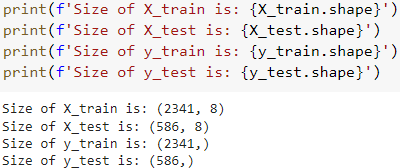 print(f'Size of X_train is: {X_train.shape}')
print(f'Size of X_test is: {X_test.shape}')
print(f'Size of y_train is: {y_train.shape}')
print(f'Size of y_test is: {y_test.shape}')
Size of X_train is: (2341, 8)
Size of X_test is: (586, 8)
Size of y_train is: (2341,)
Size of y_test is: (586,)